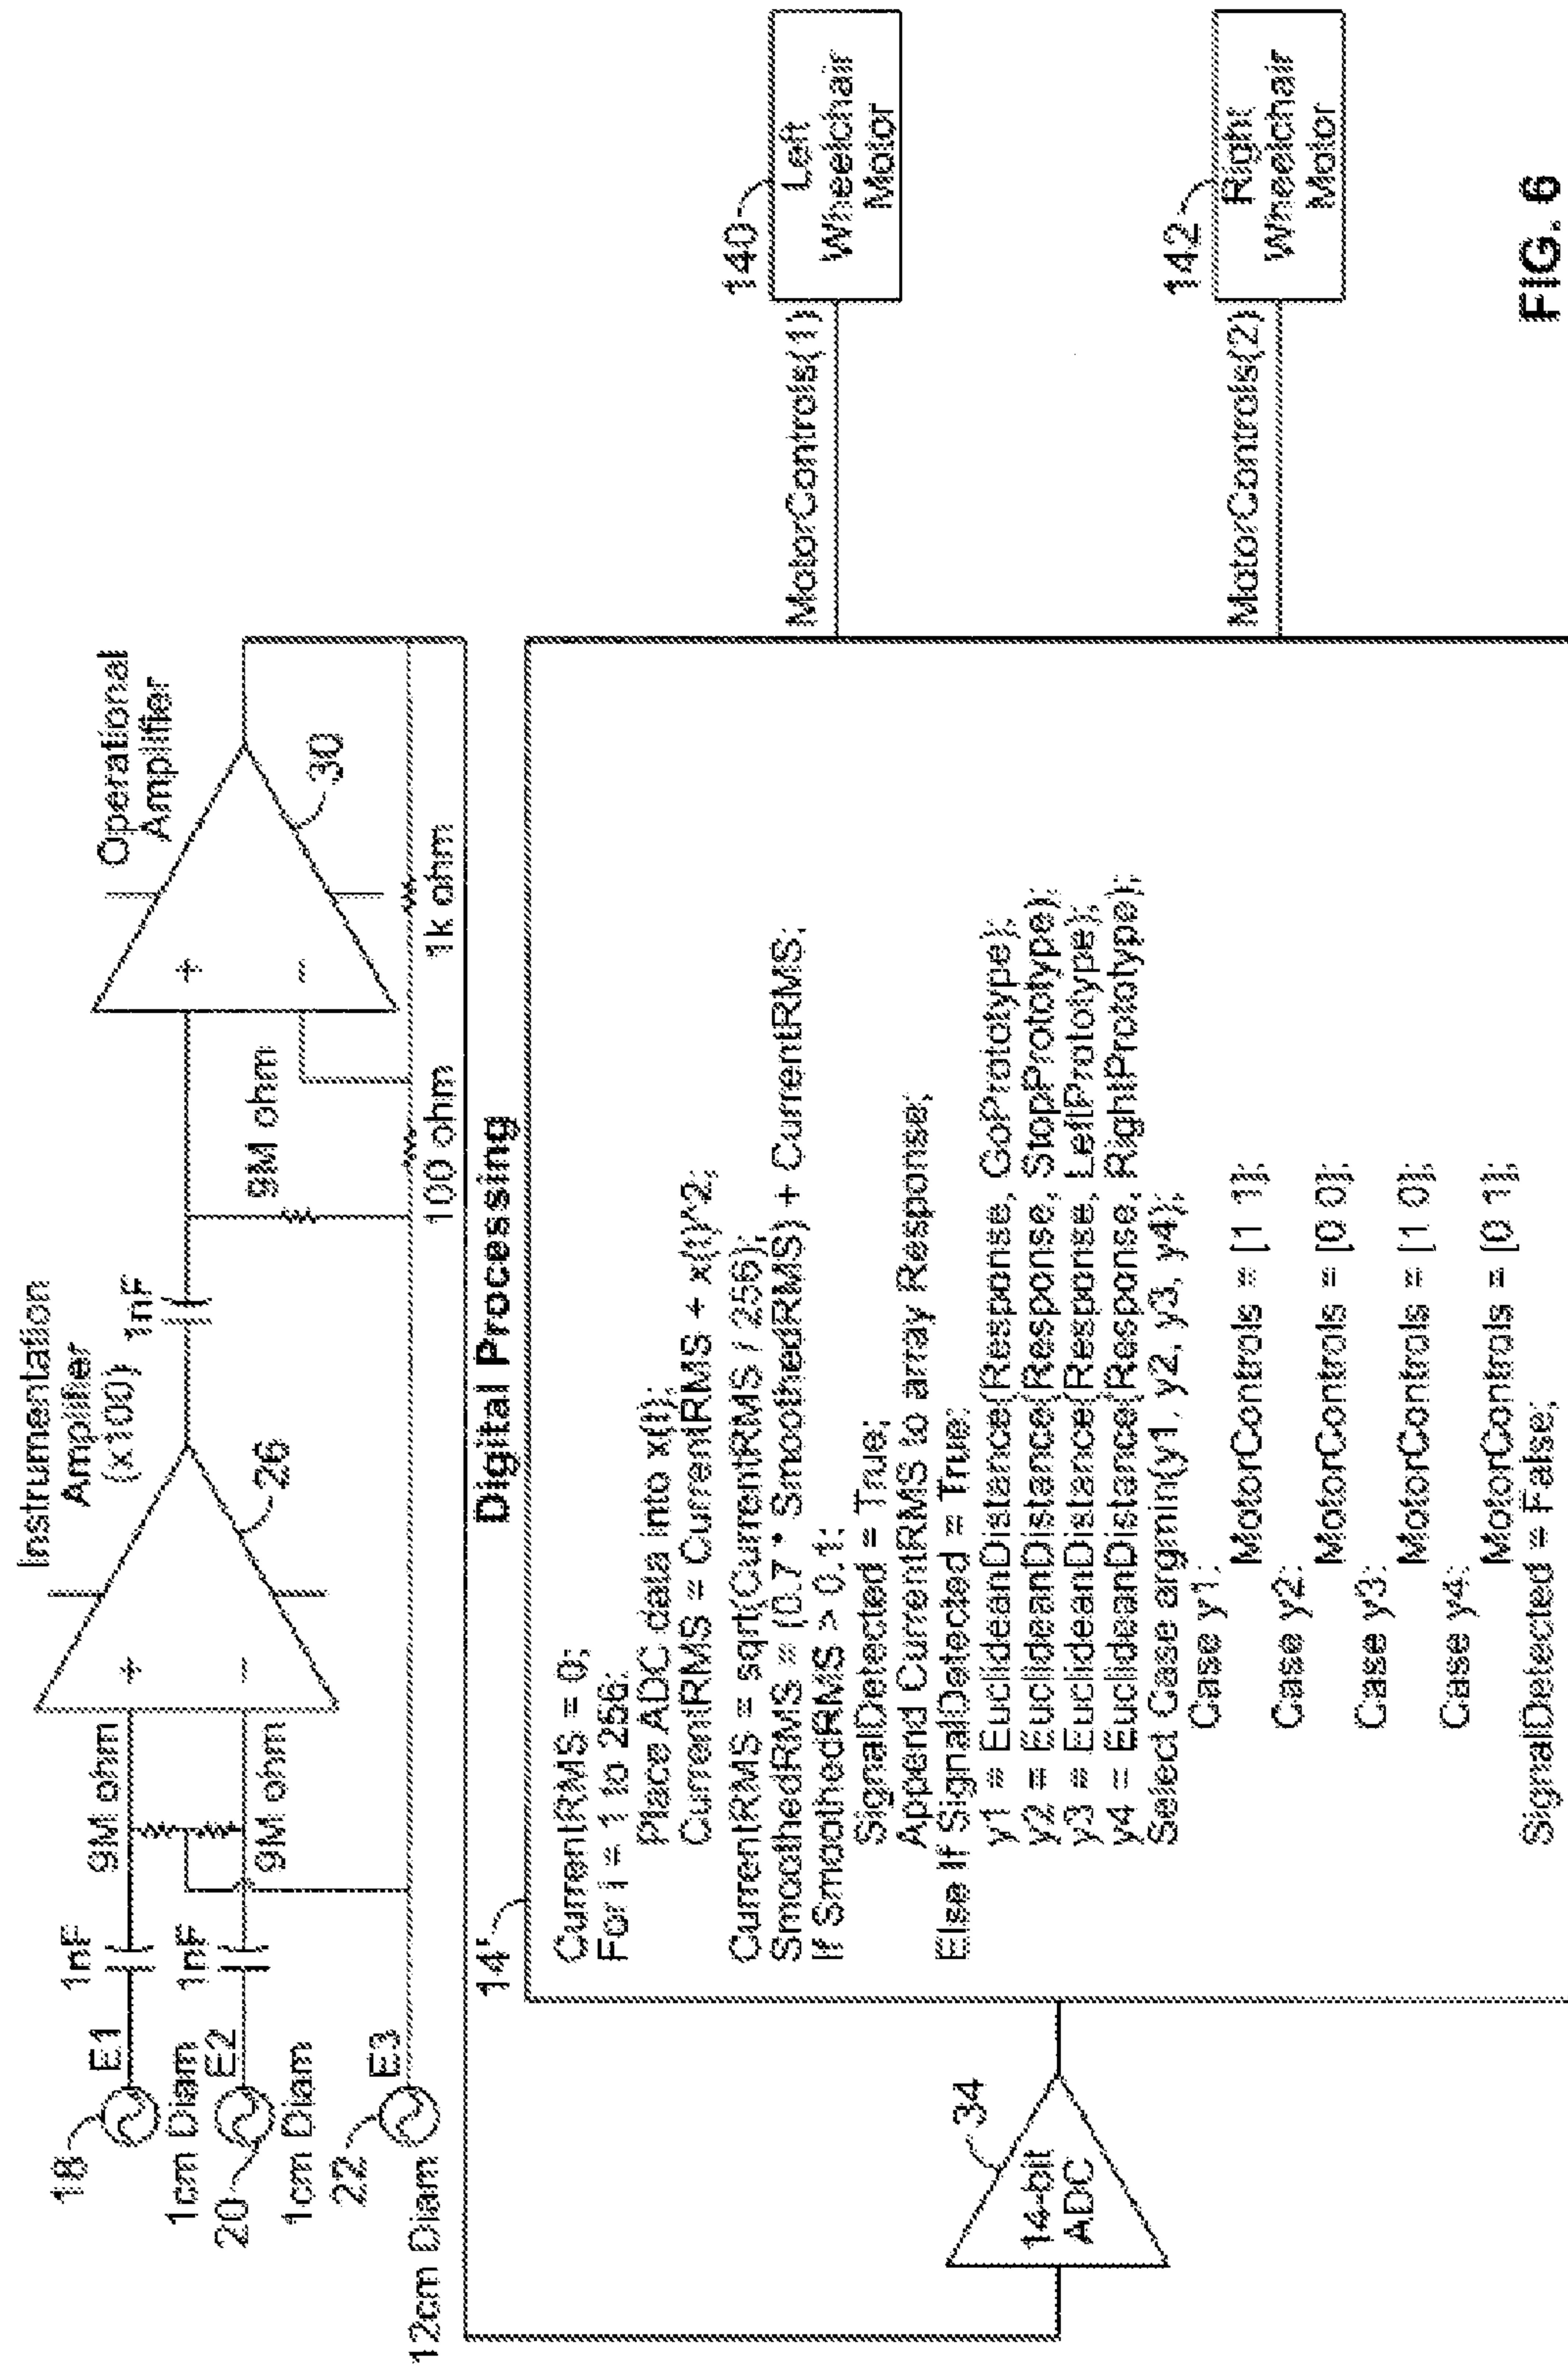 Instrumentation
Amplifier
(x100)
Operational
Amplifier
18
E1
1nF
9M ohm
26
1nF
9M ohm
30
1cm Diam
20
E2
1nF
9M ohm
1cm Diam
22
E3
12cm Diam
100 ohm
1k ohm
Digital Processing
14'
34
14-bit
ADC
CurrentRMS = 0;
For i = 1 to 256:
Place ADC data into x(t);
CurrentRMS = CurrentRMS + x(t)^2;
CurrentRMS = sqrt(CurrentRMS / 256);
SmoothedRMS = (0.7 * SmoothedRMS) + CurrentRMS;
If SmoothedRMS > 0.1:
SignalDetected = True;
Append CurrentRMS to array Response;
Else If SignalDetected = True:
y1 = EuclideanDistance(Response, GoPrototype);
y2 = EuclideanDistance(Response, StopPrototype);
y3 = EuclideanDistance(Response, LeftPrototype);
y4 = EuclideanDistance(Response, RightPrototype);
Select Case argmin(y1, y2, y3, y4);
Case y1:
MotorControls = [1 1];
Case y2:
MotorControls = [0 0];
Case y3:
MotorControls = [1 0];
Case y4:
MotorControls = [0 1];
SignalDetected = False;
MotorControls(1)
140
Left
Wheelchair
Motor
MotorControls(2)
142
Right
Wheelchair
Motor
FIG. 6